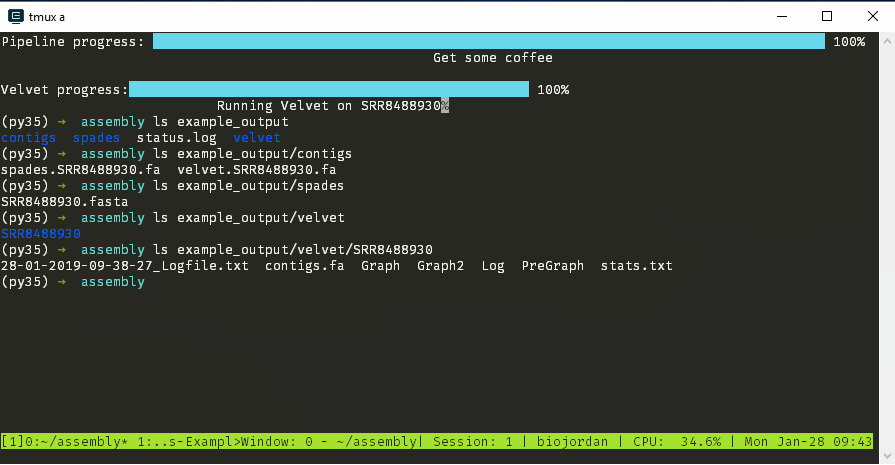 tmux a
Pipeline progress: 100%
Get some coffee
Velvet progress: 100%
Running Velvet on SRR8488930%
(py35) → assembly ls example_output
contigs spades status.log velvet
(py35) → assembly ls example_output/contigs
spades.SRR8488930.fa velvet.SRR8488930.fa
(py35) → assembly ls example_output/spades
SRR8488930.fasta
(py35) → assembly ls example_output/velvet
SRR8488930
(py35) → assembly ls example_output/velvet/SRR8488930
28-01-2019-09-38-27_Logfile.txt contigs.fa Graph Graph2 Log PreGraph stats.txt
(py35) → assembly
[1]0:~/assembly* 1:..s-Exampl>Window: 0 - ~/assembly| Session: 1 | biojordan | CPU: 34.6% | Mon Jan-28 09:43